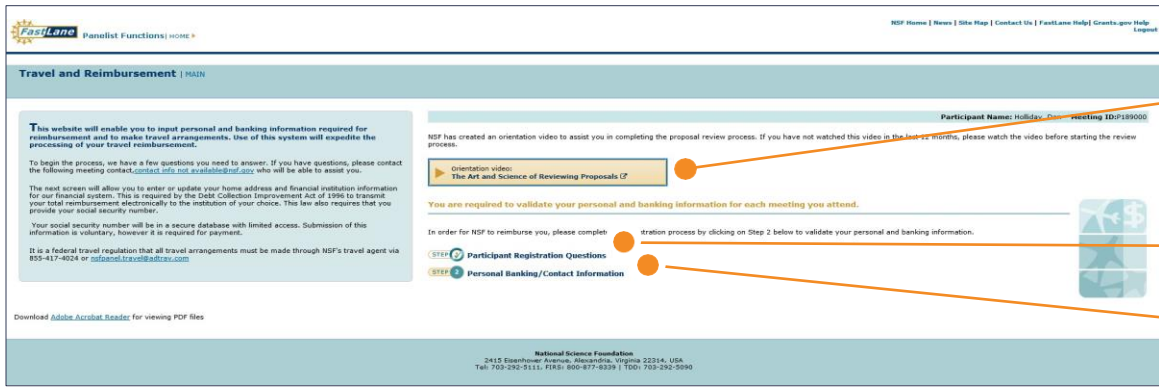 NSF Home | News | Site Map | Contact Us | FastLane Help| Grants.gov Help
Logout
FastLane Panelist Functions| HOME
Travel and Reimbursement | MAIN
This website will enable you to input personal and banking information required for
reimbursement and to make travel arrangements. Use of this system will expedite the
processing of your travel reimbursement.
To begin the process, we have a few questions you need to answer. If you have questions, please contact
the following meeting contact,contact info not available@nsf.gov who will be able to assist you.
The next screen will allow you to enter or update your home address and financial institution information
for our financial system. This is required by the Debt Collection Improvement Act of 1996 to transmit
your total reimbursement electronically to the institution of your choice. This law also requires that you
provide your social security number.
Your social security number will be in a secure database with limited access. Submission of this
information is voluntary, however it is required for payment.
It is a federal travel regulation that all travel arrangements must be made through NSF's travel agent via
855-417-4024 or nsfpanel.travel@adtrav.com
Participant Name: Holliday, Meeting ID:P189000
NSF has created an orientation video to assist you in completing the proposal review process. If you have not watched this video in the last 12 months, please watch the video before starting the review
process.
Orientation video:
The Art and Science of Reviewing Proposals
You are required to validate your personal and banking information for each meeting you attend.
In order for NSF to reimburse you, please complet stration process by clicking on Step 2 below to validate your personal and banking information.
STEP Participant Registration Questions
STEP 2 Personal Banking/Contact Information
Download Adobe Acrobat Reader for viewing PDF files
National Science Foundation
2415 Eisenhower Avenue, Alexandria, Virginia 22314, USA
Tel: 703-292-5111, FIRS: 800-877-8339 | TDD: 703-292-5090